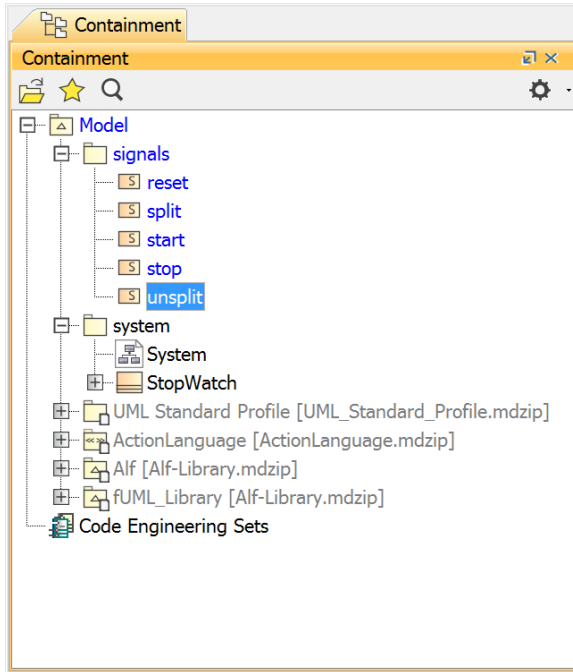 Containment
Containment
Model
signals
S reset
S split
S start
S stop
S unsplit
system
System
StopWatch
UML Standard Profile [UML_Standard_Profile.mdzip]
«» ActionLanguage [ActionLanguage.mdzip]
Alf [Alf-Library.mdzip]
fUML_Library [Alf-Library.mdzip]
Code Engineering Sets